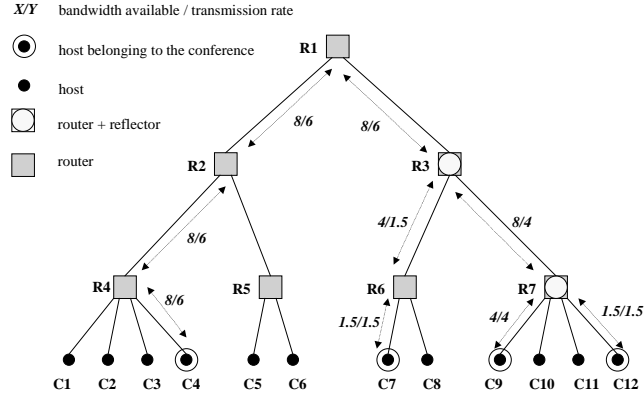 X/Y bandwidth available / transmission rate
host belonging to the conference
host
router + reflector
router
R1
8/6 8/6
R2 R3
8/6 4/1.5 8/4
R4 R5 R6 R7
8/6 1.5/1.5 4/4 1.5/1.5
C1 C2 C3 C4 C5 C6 C7 C8 C9 C10 C11 C12